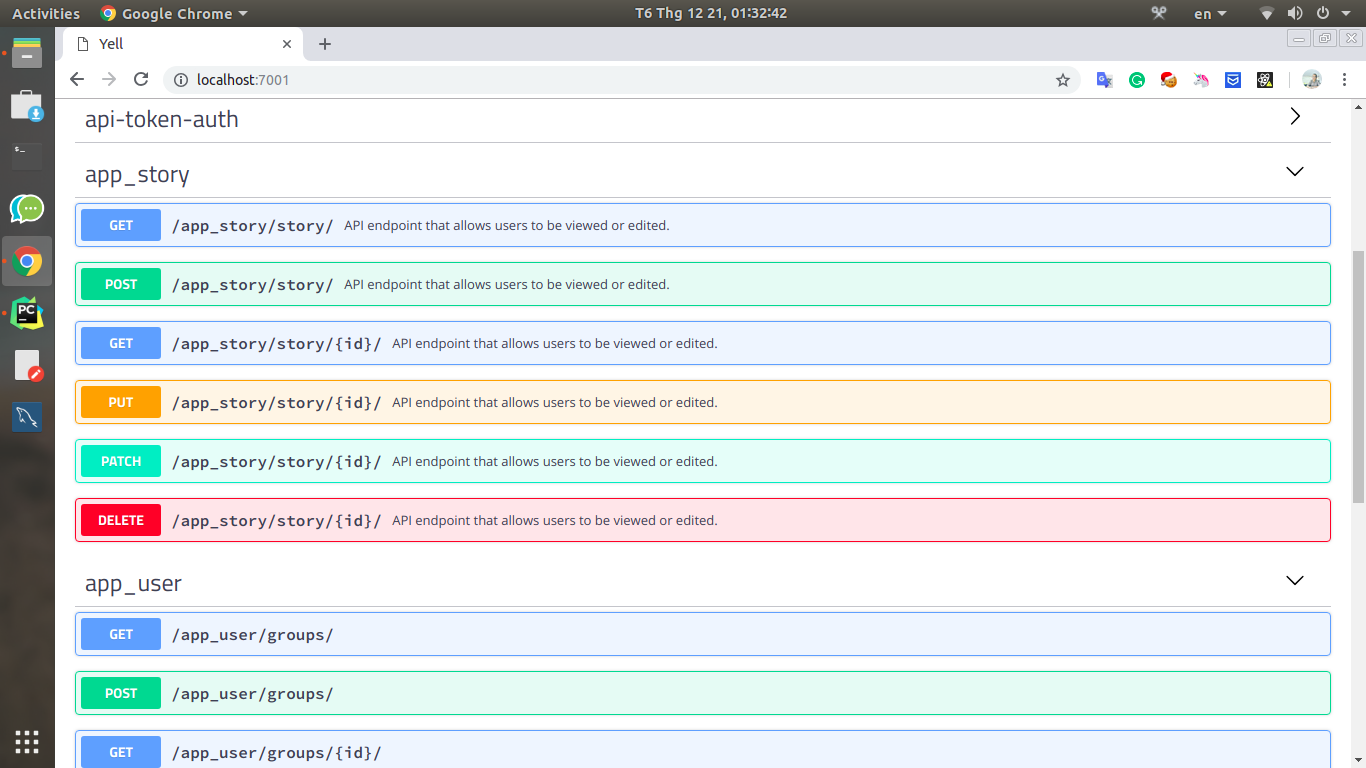 Activities Google Chrome T6 Thg 12 21, 01:32:42 en
Yell
localhost:7001
api-token-auth
app_story
GET /app_story/story/ API endpoint that allows users to be viewed or edited.
POST /app_story/story/ API endpoint that allows users to be viewed or edited.
GET /app_story/story/{id}/ API endpoint that allows users to be viewed or edited.
PUT /app_story/story/{id}/ API endpoint that allows users to be viewed or edited.
PATCH /app_story/story/{id}/ API endpoint that allows users to be viewed or edited.
DELETE /app_story/story/{id}/ API endpoint that allows users to be viewed or edited.
app_user
GET /app_user/groups/
POST /app_user/groups/
GET /app_user/groups/{id}/
PC